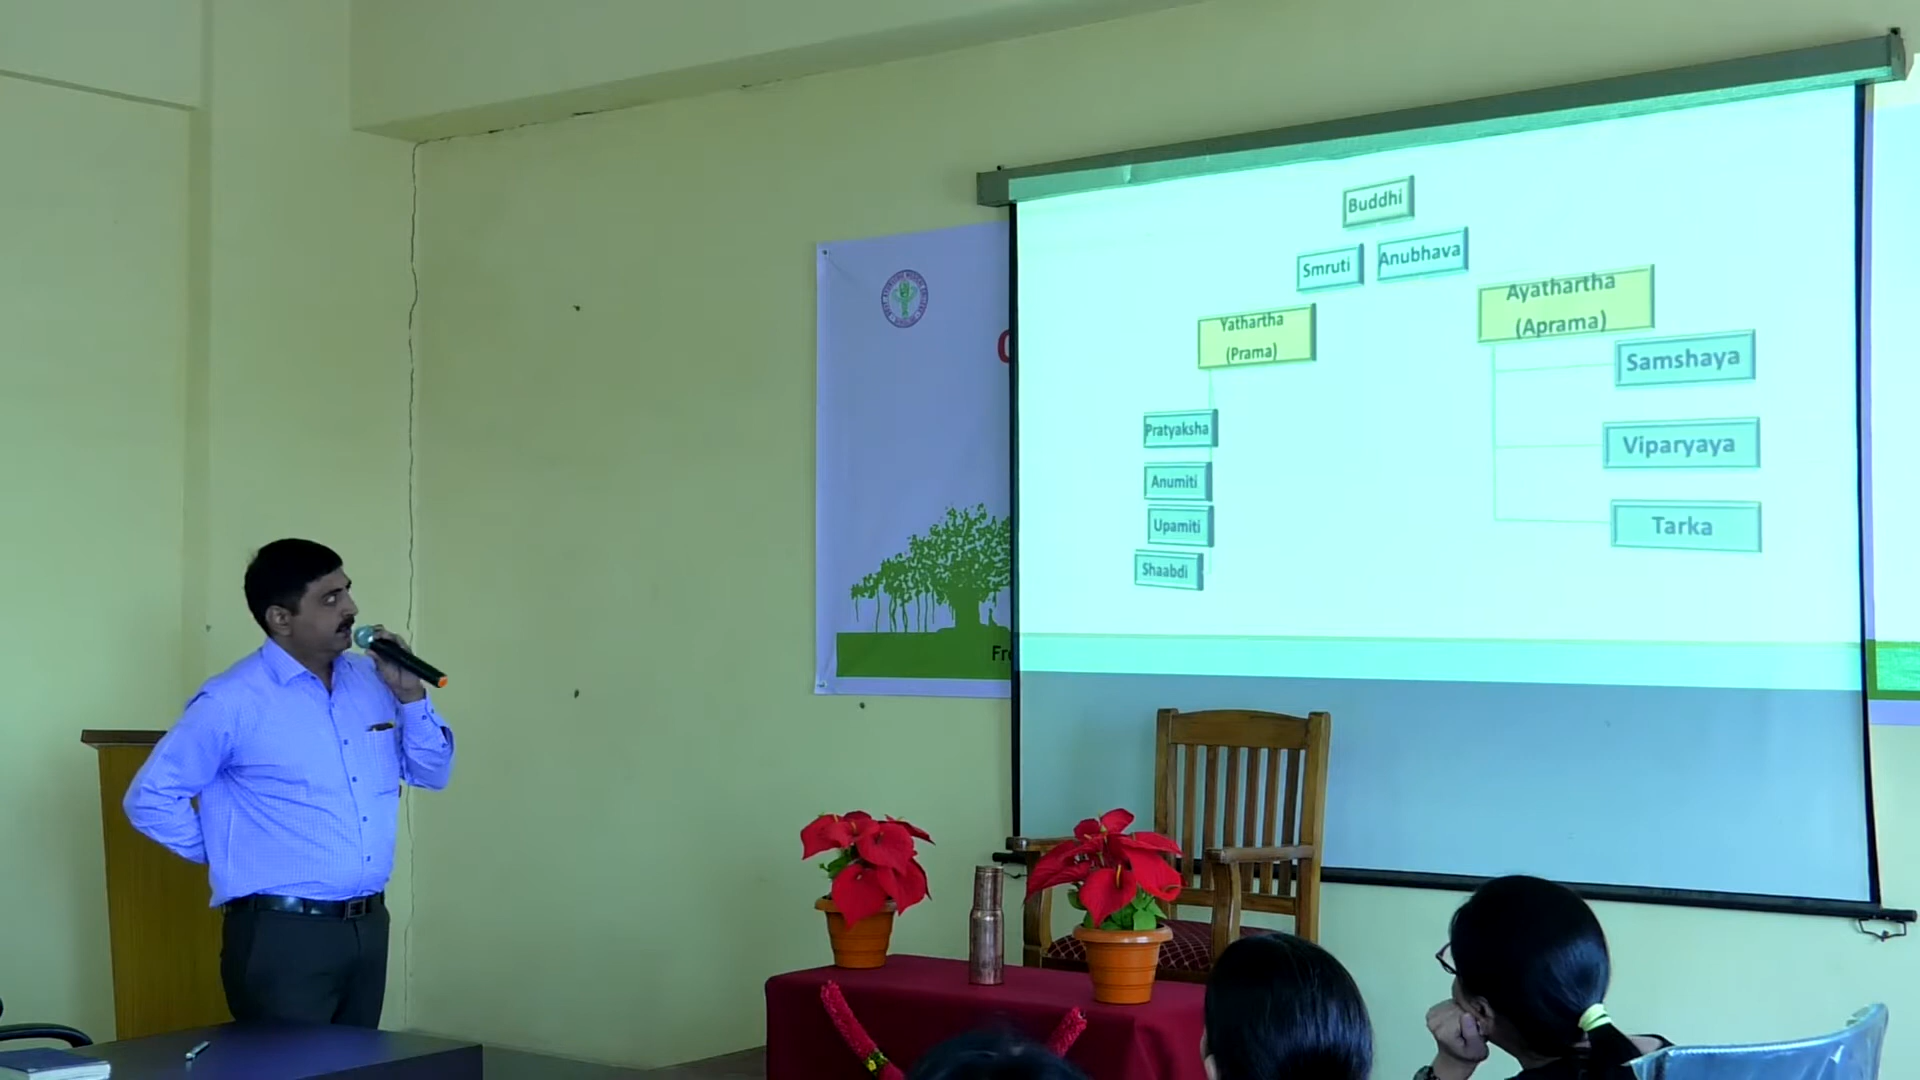 Buddhi
Smruti
Anubhava
Yathartha
(Prama)
Ayathartha
(Aprama)
Pratyaksha
Anumiti
Upamiti
Shaabdi
Samshaya
Viparyaya
Tarka